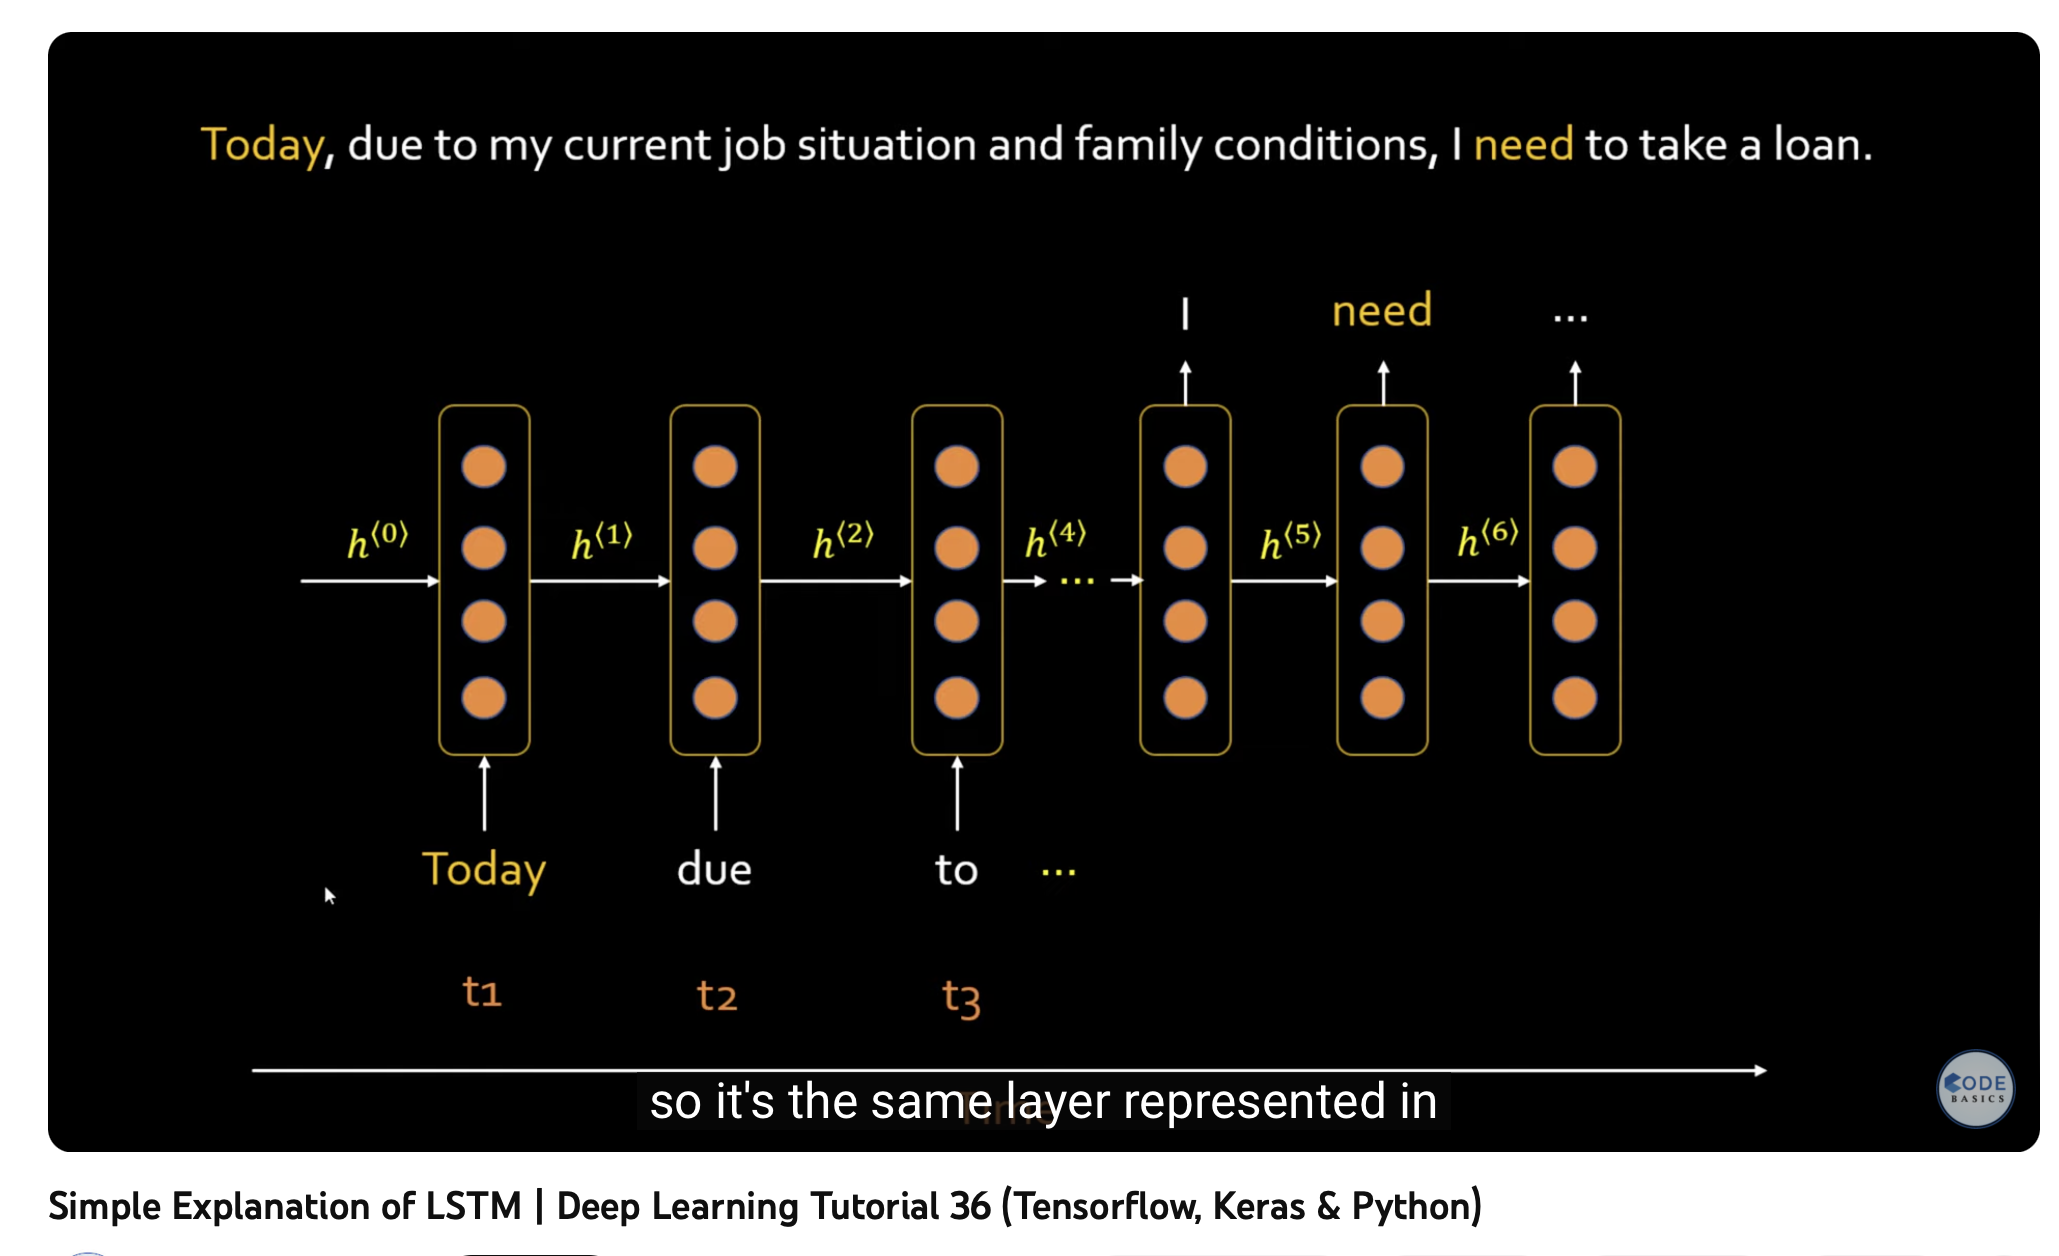 Today, due to my current job situation and family conditions, I need to take a loan.
I need ...
h⟨0⟩ h⟨1⟩ h⟨2⟩ h⟨4⟩ ... h⟨5⟩ h⟨6⟩
Today due to ...
t1 t2 t3
Time
so it's the same layer represented in
CODE
BASICS
Simple Explanation of LSTM | Deep Learning Tutorial 36 (Tensorflow, Keras & Python)